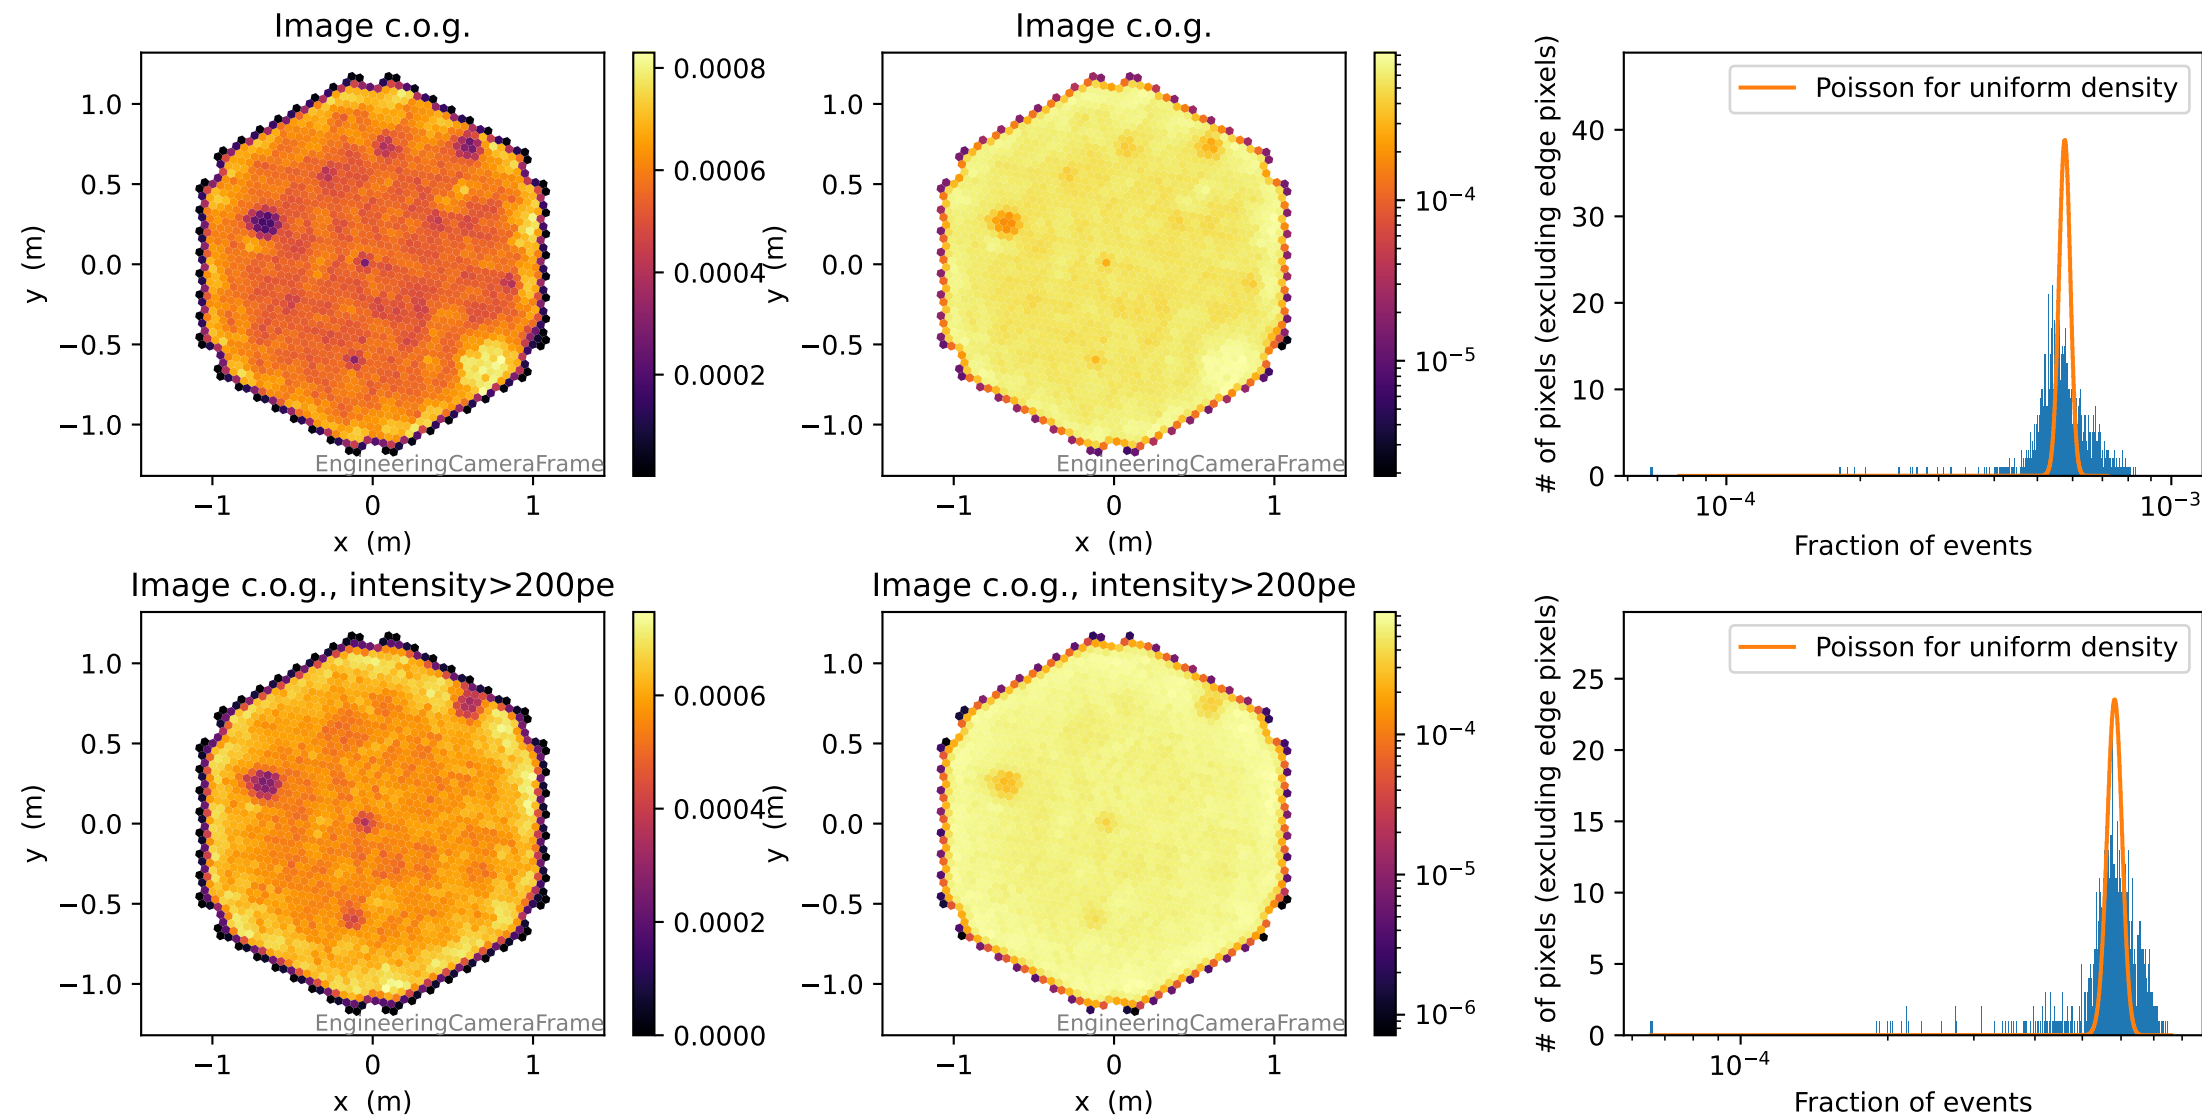 Image c.o.g.
1.0
0.5
0.0
−0.5
−1.0
y (m)
−1
0
1
x (m)
EngineeringCameraFrame
0.0008
0.0006
0.0004
0.0002
Image c.o.g.
1.0
0.5
0.0
−0.5
−1.0
y (m)
−1
0
1
x (m)
EngineeringCameraFrame
10⁻⁴
10⁻⁵
# of pixels (excluding edge pixels)
40
30
20
10
0
Poisson for uniform density
10⁻⁴
10⁻³
Fraction of events
Image c.o.g., intensity>200pe
1.0
0.5
0.0
−0.5
−1.0
y (m)
−1
0
1
x (m)
EngineeringCameraFrame
0.0006
0.0004
0.0002
0.0000
Image c.o.g., intensity>200pe
1.0
0.5
0.0
−0.5
−1.0
y (m)
−1
0
1
x (m)
EngineeringCameraFrame
10⁻⁴
10⁻⁵
10⁻⁶
# of pixels (excluding edge pixels)
25
20
15
10
5
0
Poisson for uniform density
10⁻⁴
Fraction of events